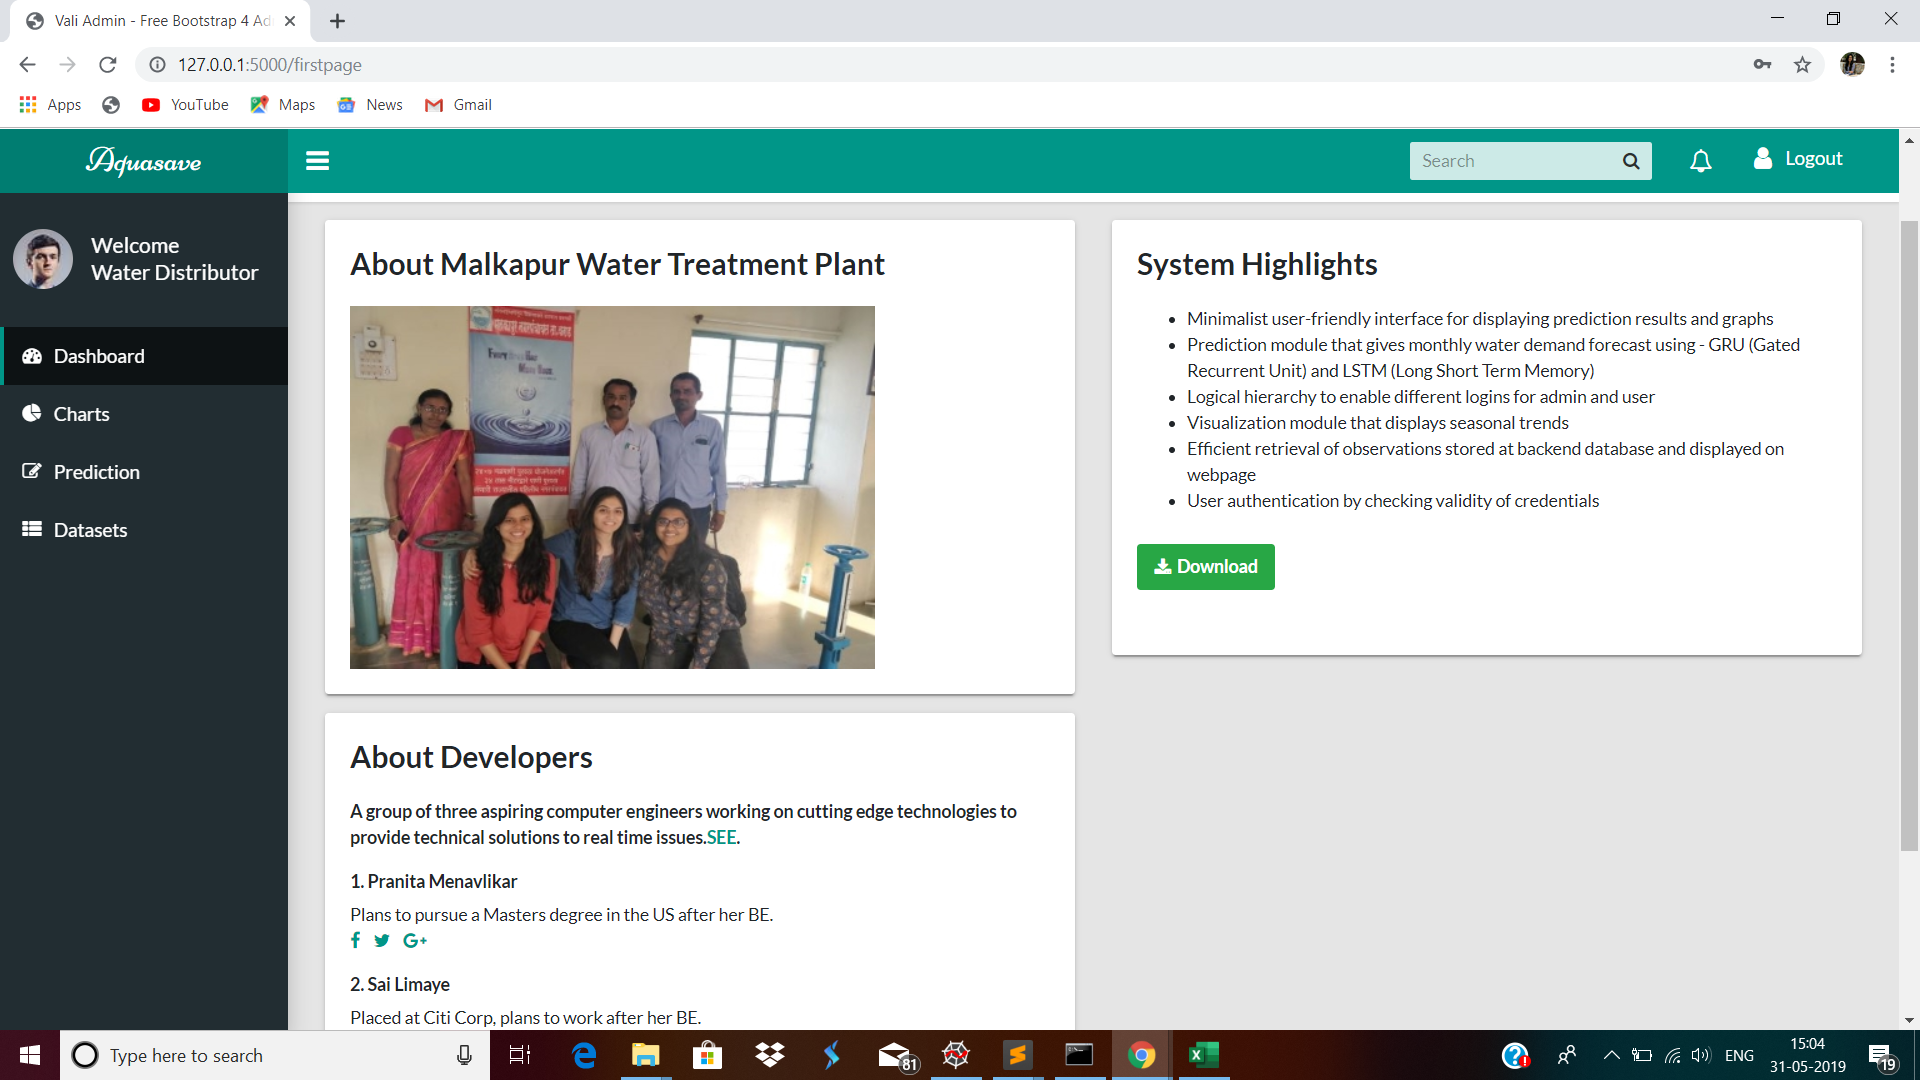 Vali Admin - Free Bootstrap 4 Ad
127.0.0.1:5000/firstpage
Apps
YouTube
Maps
News
Gmail
Aquasave
Search
Logout
Welcome
Water Distributor
Dashboard
Charts
Prediction
Datasets
About Malkapur Water Treatment Plant
System Highlights
Minimalist user-friendly interface for displaying prediction results and graphs
Prediction module that gives monthly water demand forecast using - GRU (Gated
Recurrent Unit) and LSTM (Long Short Term Memory)
Logical hierarchy to enable different logins for admin and user
Visualization module that displays seasonal trends
Efficient retrieval of observations stored at backend database and displayed on
webpage
User authentication by checking validity of credentials
Download
About Developers
A group of three aspiring computer engineers working on cutting edge technologies to
provide technical solutions to real time issues.SEE.
1. Pranita Menavlikar
Plans to pursue a Masters degree in the US after her BE.
2. Sai Limaye
Placed at Citi Corp, plans to work after her BE.
Type here to search
81
ENG
15:04
31-05-2019
19